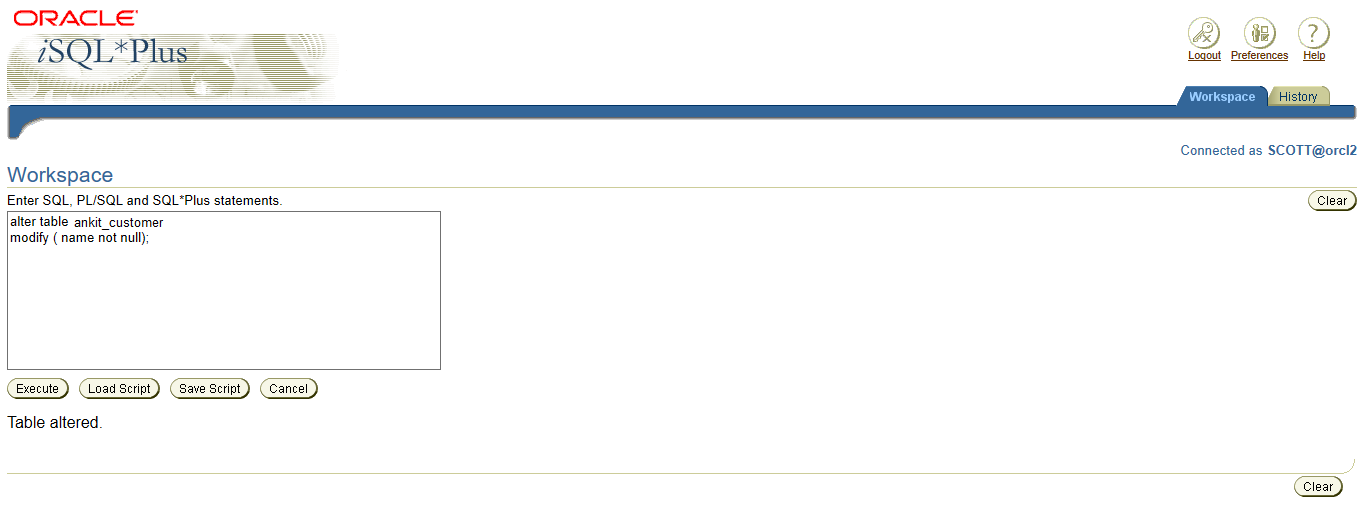 ORACLE
iSQL*Plus
Logout Preferences Help
Workspace History
Connected as SCOTT@orcl2
Workspace
Enter SQL, PL/SQL and SQL*Plus statements.
Clear
alter table ankit_customer
modify ( name not null);
Execute Load Script Save Script Cancel
Table altered.
Clear